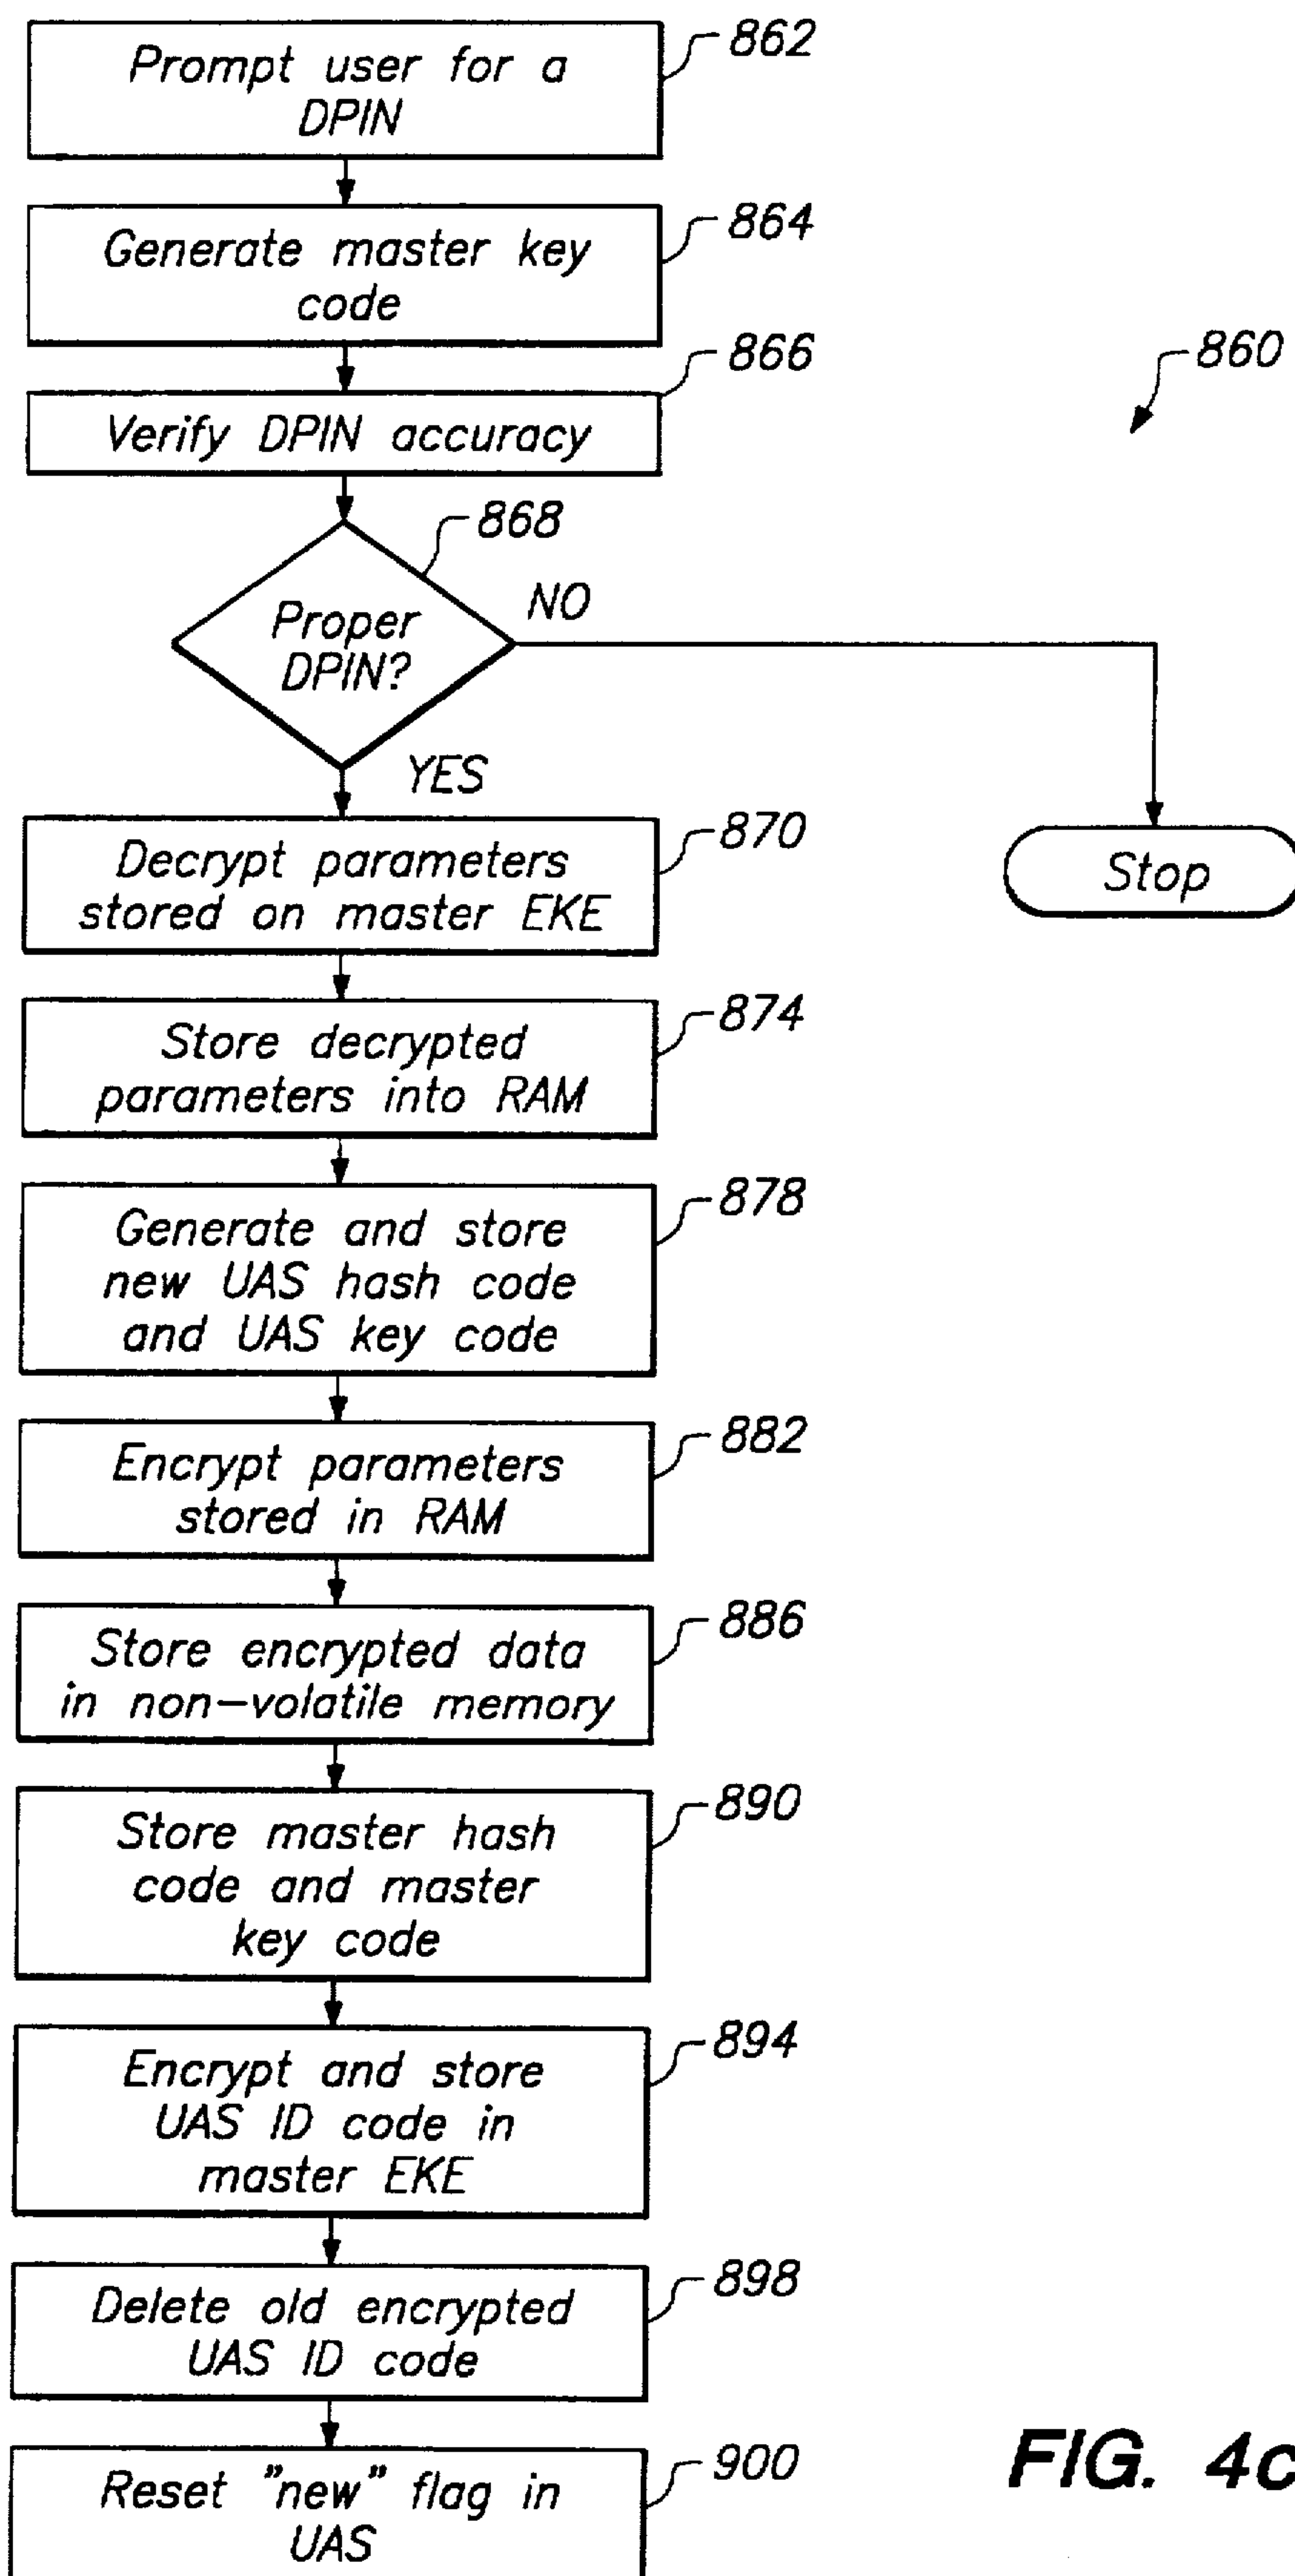 862
Prompt user for a
DPIN
864
Generate master key
code
866
860
Verify DPIN accuracy
868
NO
Proper
DPIN?
YES
870
Decrypt parameters
stored on master EKE
Stop
874
Store decrypted
parameters into RAM
878
Generate and store
new UAS hash code
and UAS key code
882
Encrypt parameters
stored in RAM
886
Store encrypted data
in non-volatile memory
890
Store master hash
code and master
key code
894
Encrypt and store
UAS ID code in
master EKE
898
Delete old encrypted
UAS ID code
900
Reset "new" flag in
UAS
FIG. 4c